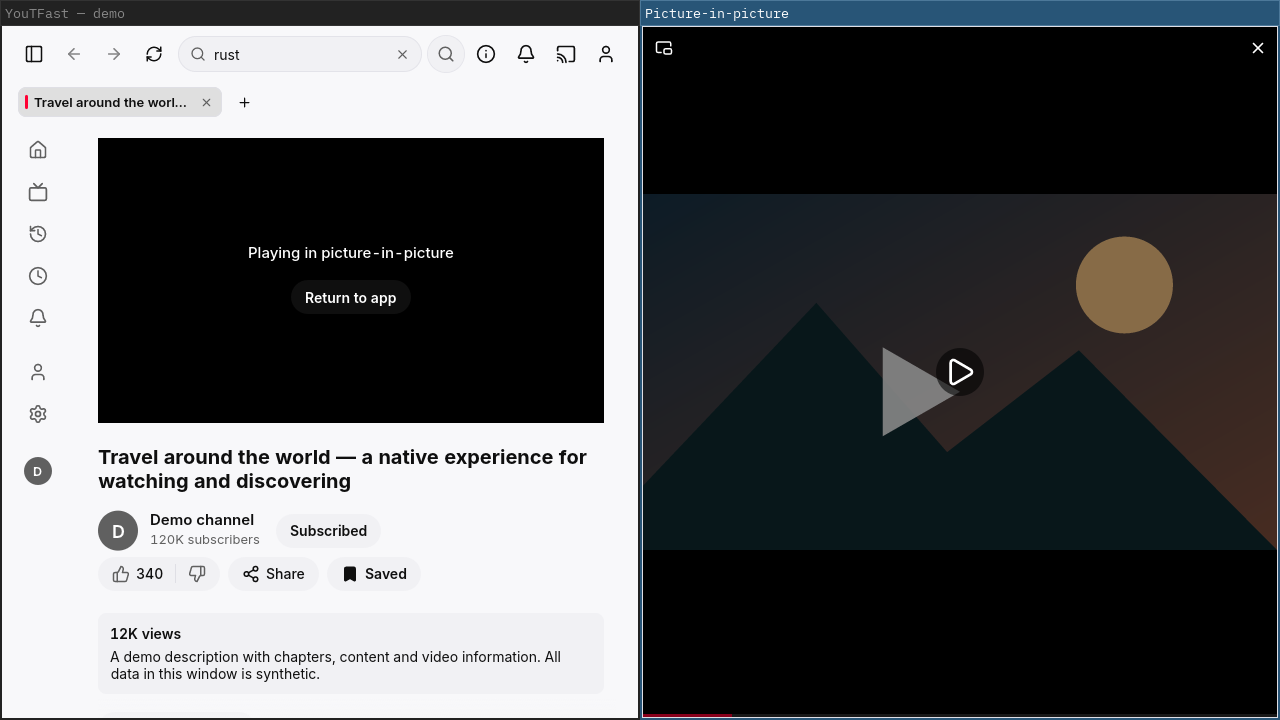 YouTFast — demo
Picture-in-picture
rust
Travel around the worl...
Playing in picture-in-picture
Return to app
D
Travel around the world — a native experience for
watching and discovering
D
Demo channel
120K subscribers
Subscribed
340
Share
Saved
12K views
A demo description with chapters, content and video information. All
data in this window is synthetic.